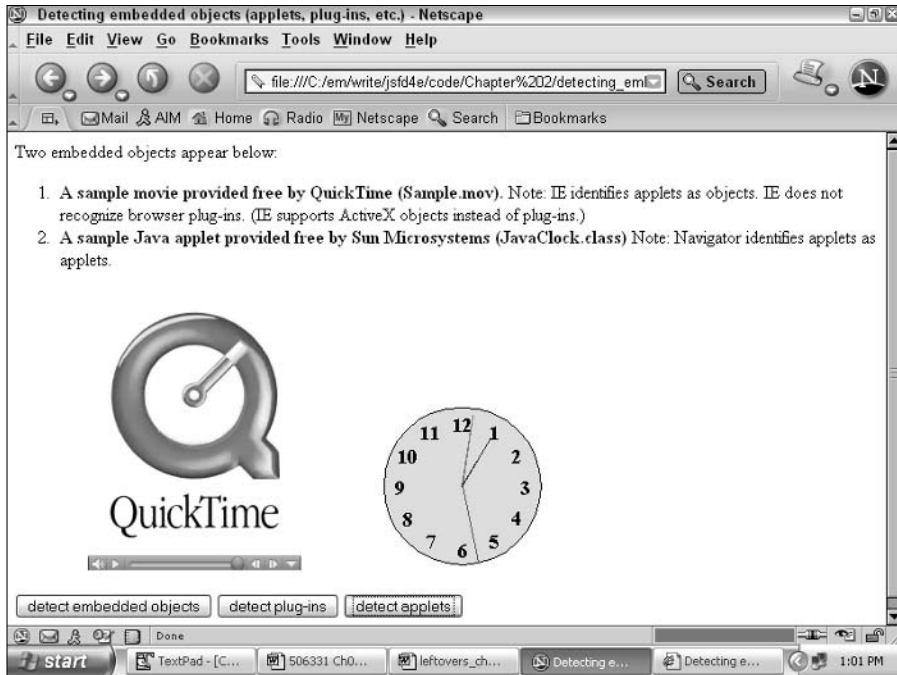 Detecting embedded objects (applets, plug-ins, etc.) - Netscape
File Edit View Go Bookmarks Tools Window Help
file:///C:/em/write/jsfd4e/code/Chapter%202/detecting_eml
Search
N
Mail AIM Home Radio My Netscape Search Bookmarks
Two embedded objects appear below:
1. A sample movie provided free by QuickTime (Sample.mov). Note: IE identifies applets as objects. IE does not
recognize browser plug-ins. (IE supports ActiveX objects instead of plug-ins.)
2. A sample Java applet provided free by Sun Microsystems (JavaClock.class) Note: Navigator identifies applets as
applets.
QuickTime
12
1
2
3
4
5
6
7
8
9
10
11
detect embedded objects detect plug-ins detect applets
Done
start TextPad - [C... 506331 Ch0... leftovers_ch... Detecting e... Detecting e... 1:01 PM